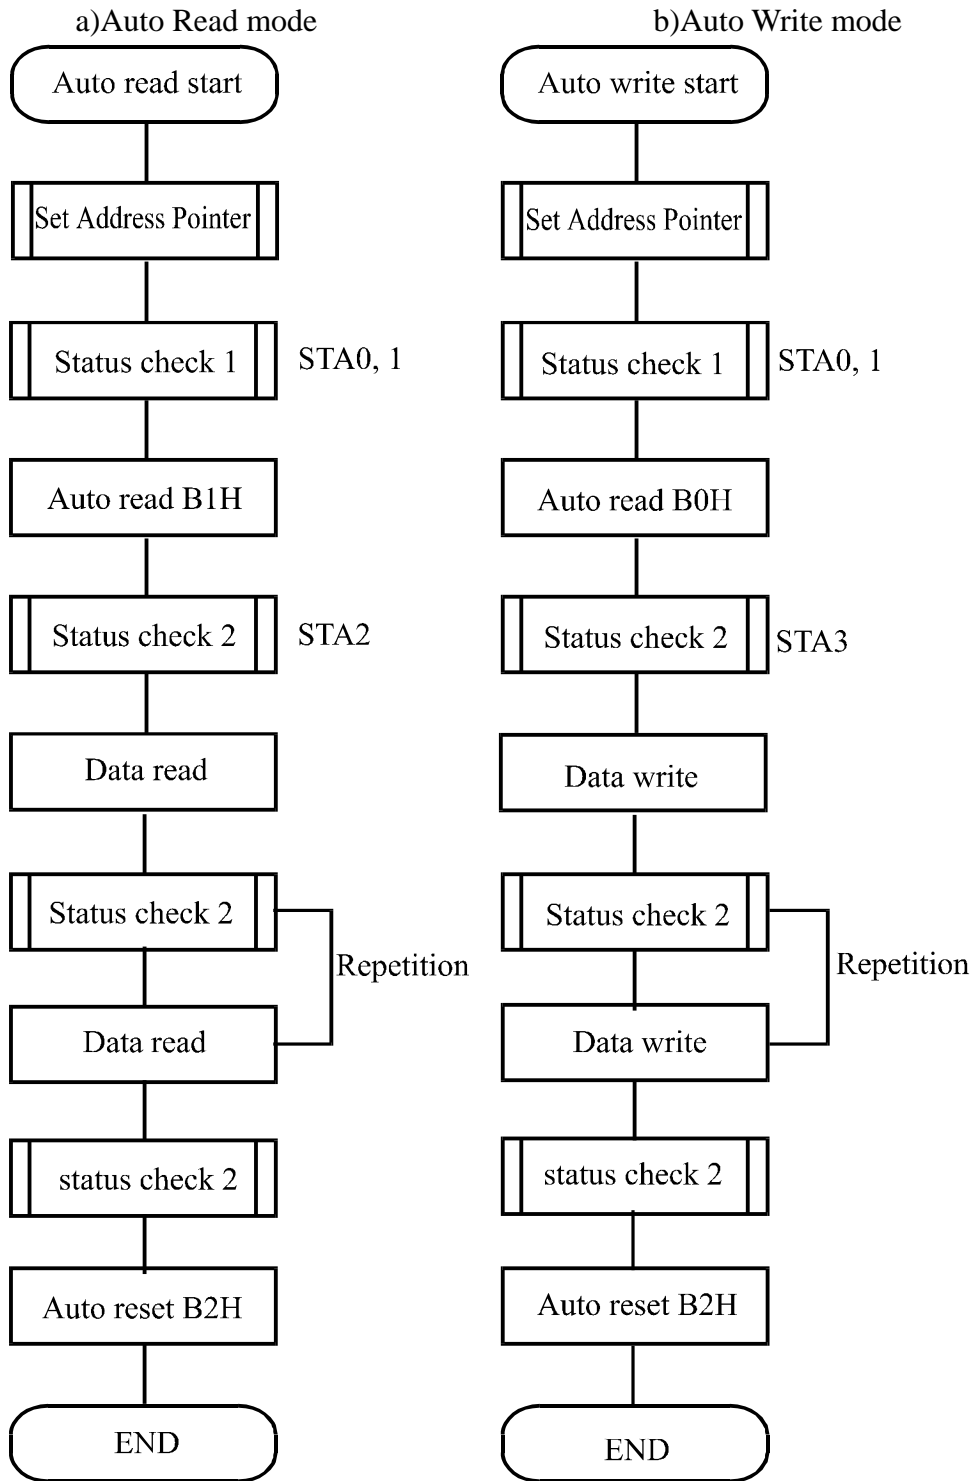 a)Auto Read mode
Auto read start
Set Address Pointer
Status check 1
STA0, 1
Auto read B1H
Status check 2
STA2
Data read
Status check 2
Repetition
Data read
status check 2
Auto reset B2H
END
b)Auto Write mode
Auto write start
Set Address Pointer
Status check 1
STA0, 1
Auto read B0H
Status check 2
STA3
Data write
Status check 2
Repetition
Data write
status check 2
Auto reset B2H
END